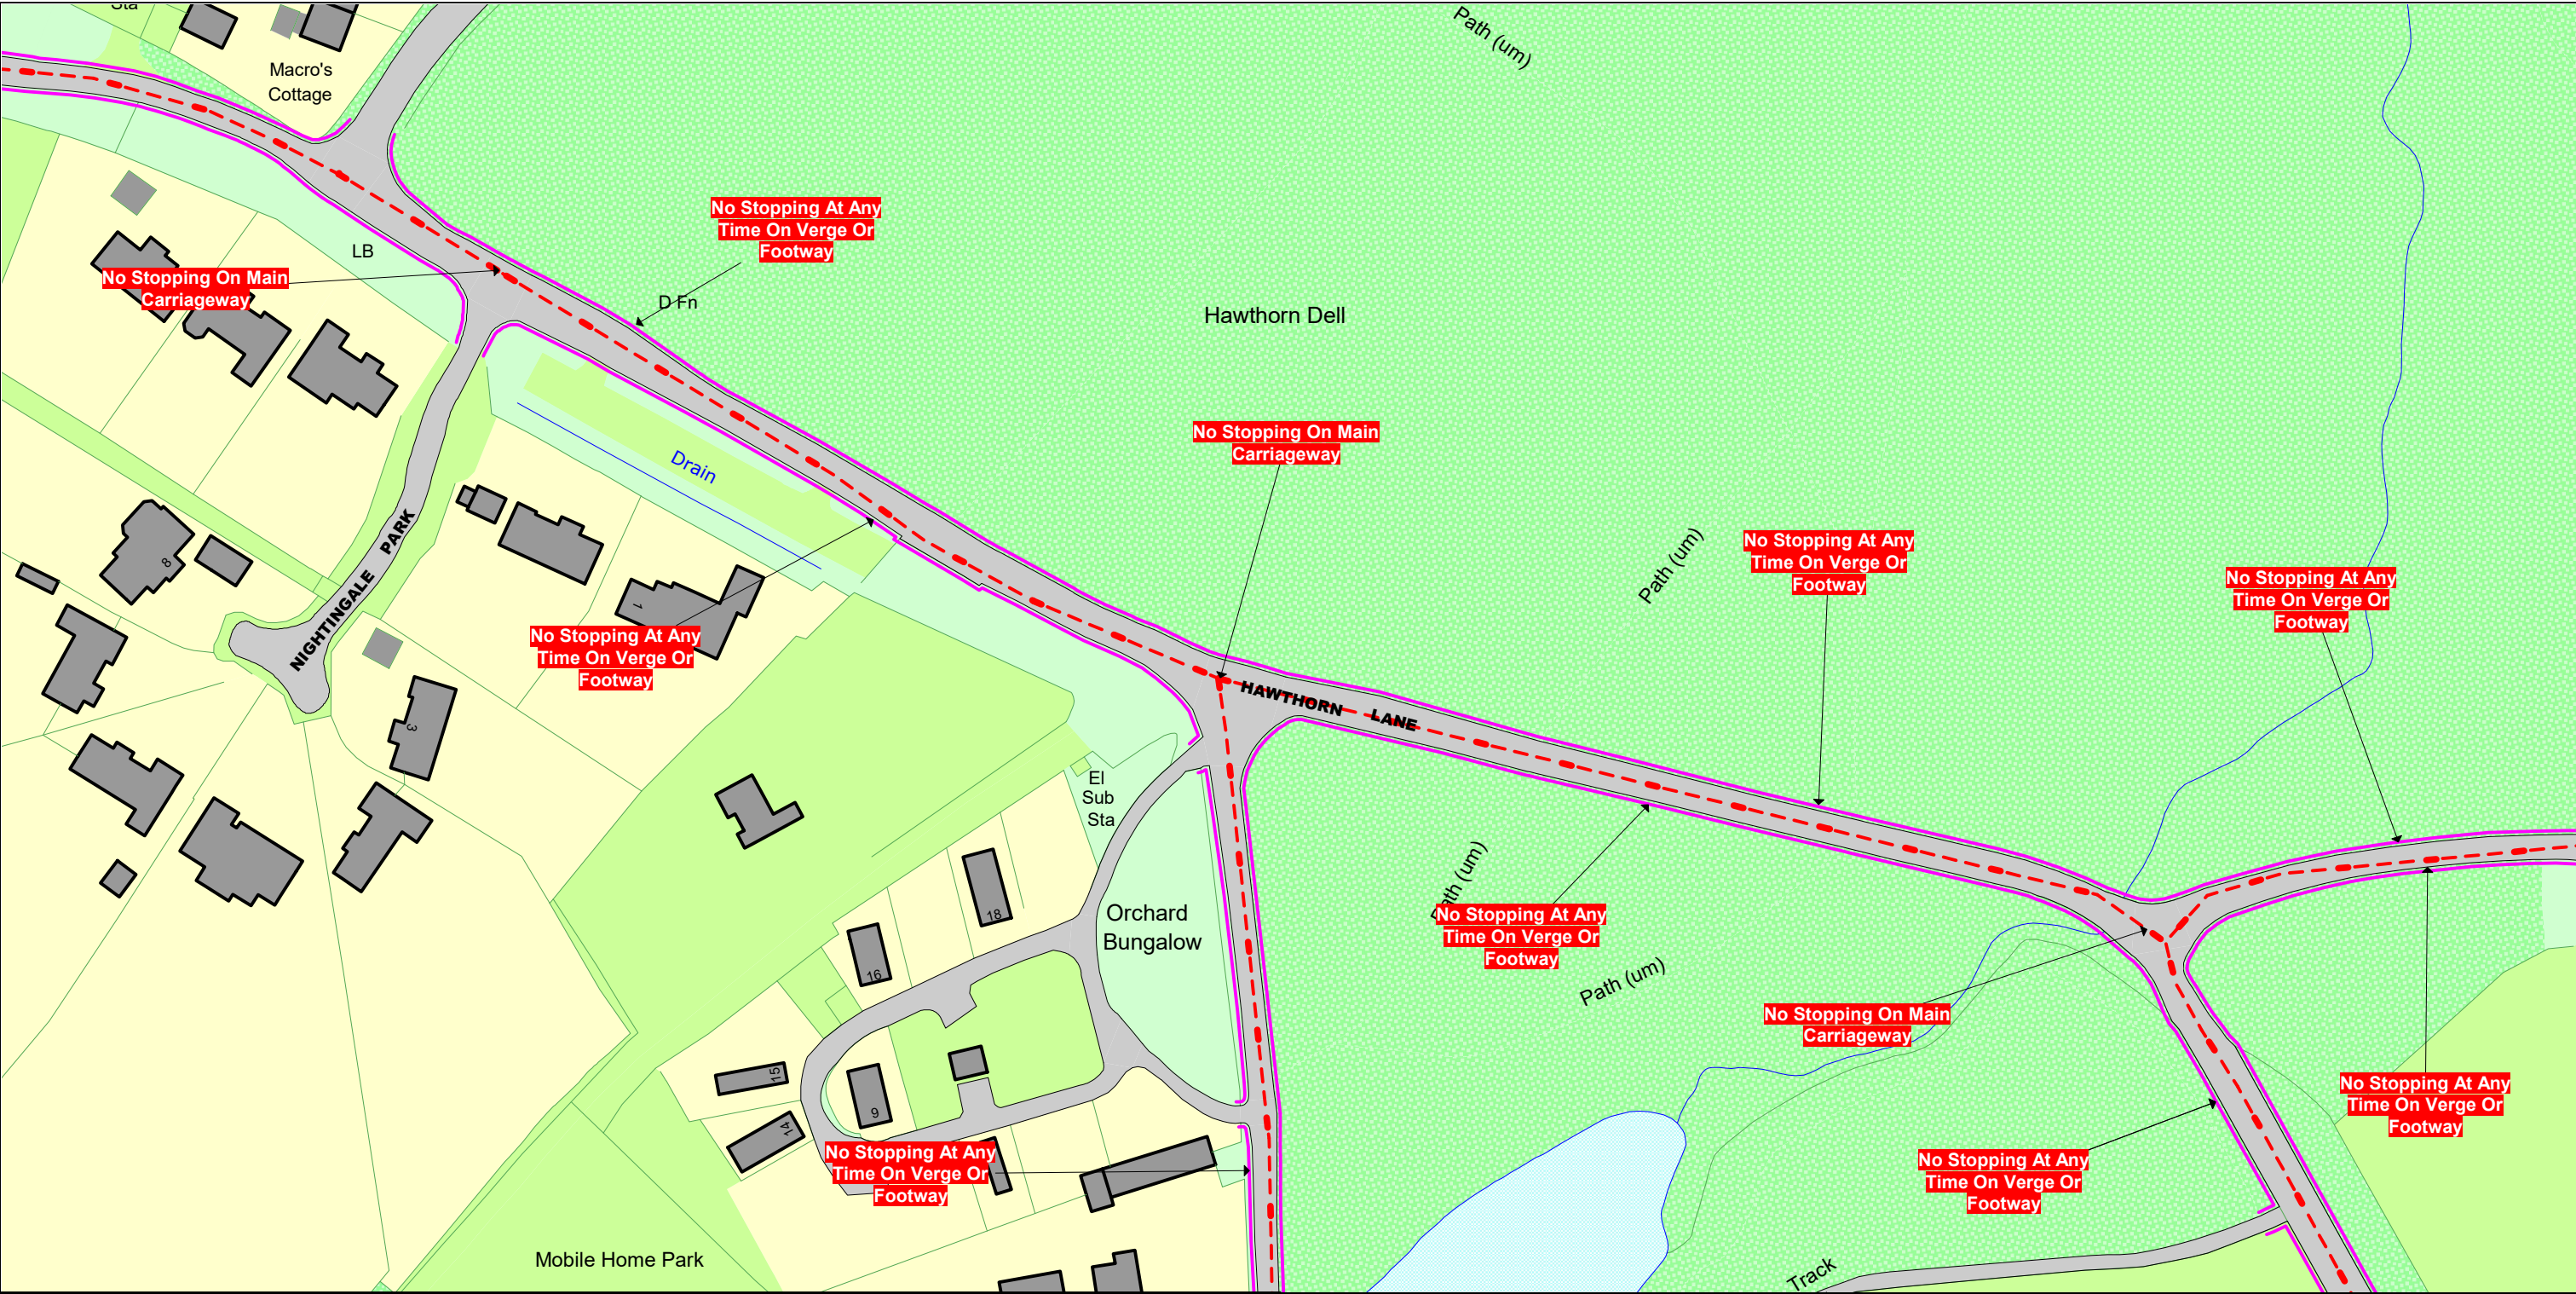 Sta
Path (um)
Macro's
Cottage
No Stopping At Any
Time On Verge Or
Footway
LB
No Stopping On Main
Carriageway
D Fn
Hawthorn Dell
No Stopping On Main
Carriageway
Drain
NIGHTINGALE PARK
8
1
No Stopping At Any
Time On Verge Or
Footway
Path (um)
No Stopping At Any
Time On Verge Or
Footway
No Stopping At Any
Time On Verge Or
Footway
HAWTHORN LANE
3
El
Sub
Sta
Path (um)
No Stopping At Any
Time On Verge Or
Footway
18
Orchard
Bungalow
16
Path (um)
No Stopping On Main
Carriageway
15
9
14
No Stopping At Any
Time On Verge Or
Footway
No Stopping At Any
Time On Verge Or
Footway
No Stopping At Any
Time On Verge Or
Footway
Mobile Home Park
Track